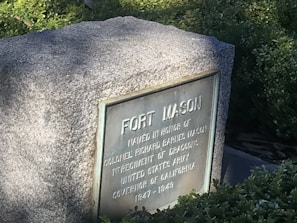 FORT MASON
NAMED IN HONOR OF
COLONEL RICHARD BARNES MASON
1ST REGIMENT OF DRAGOONS
UNITED STATES ARMY
GOVERNOR OF CALIFORNIA
1847 - 1849